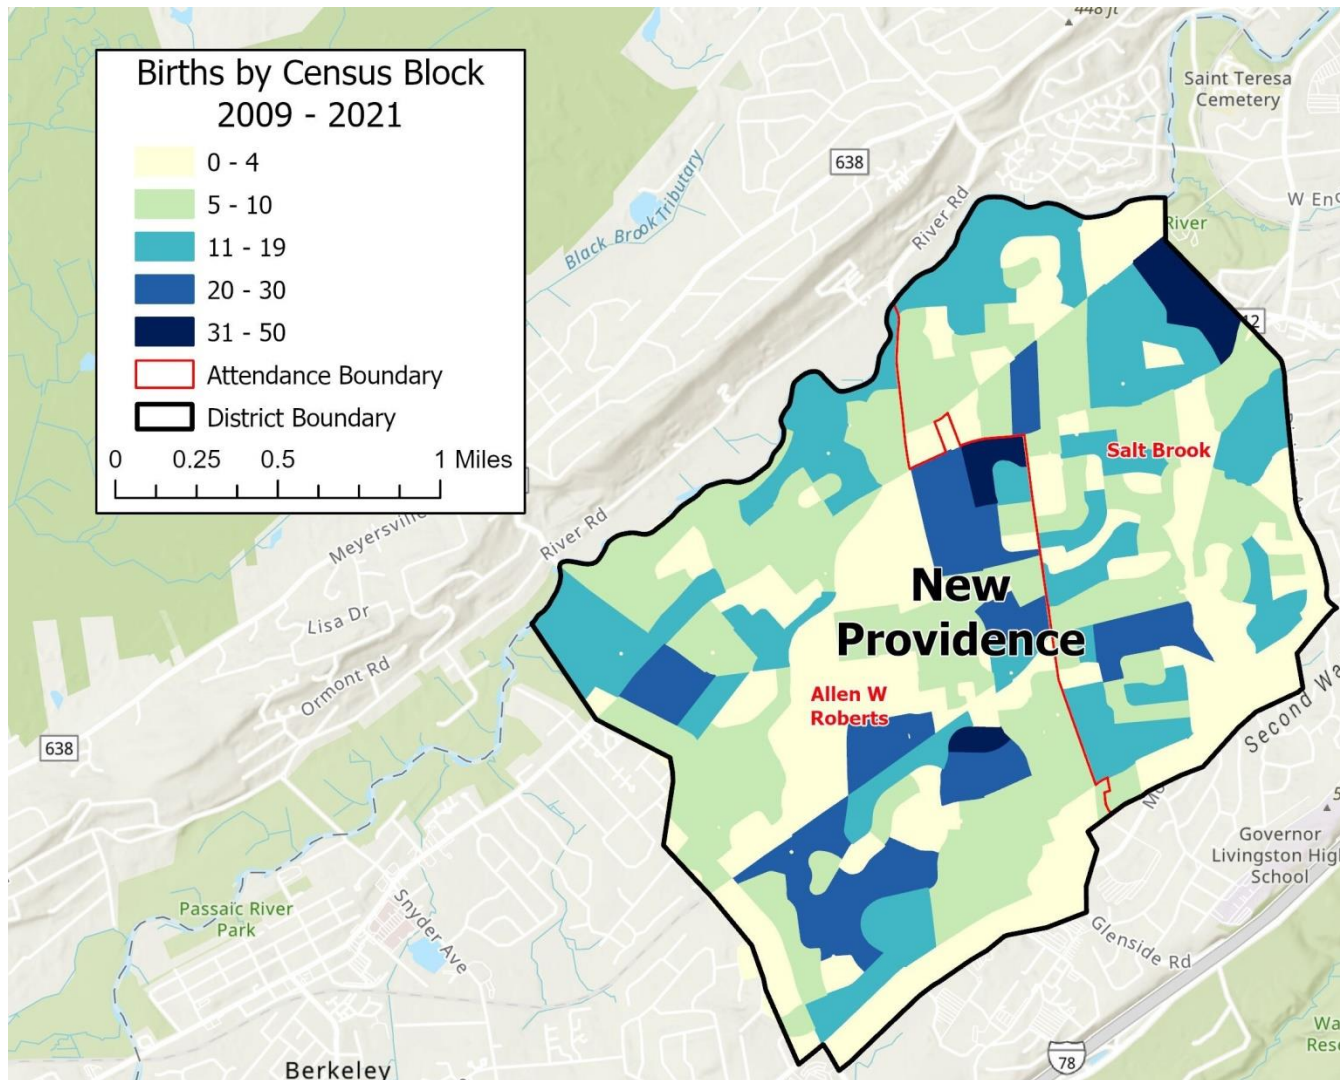 Births by Census Block
2009 - 2021
0 - 4
5 - 10
11 - 19
20 - 30
31 - 50
Attendance Boundary
District Boundary
0 0.25 0.5 1 Miles
448 ft
Saint Teresa
Cemetery
638
Black Brook Tributary
River Rd
W
River
12
Salt Brook
Meyersville
River Rd
New
Providence
Lisa Dr
Ormont Rd
Allen W
Roberts
638
Second
Governor
Livingston High
School
Passaic River
Park
Snyder Ave
Glenside Rd
78
Berkeley